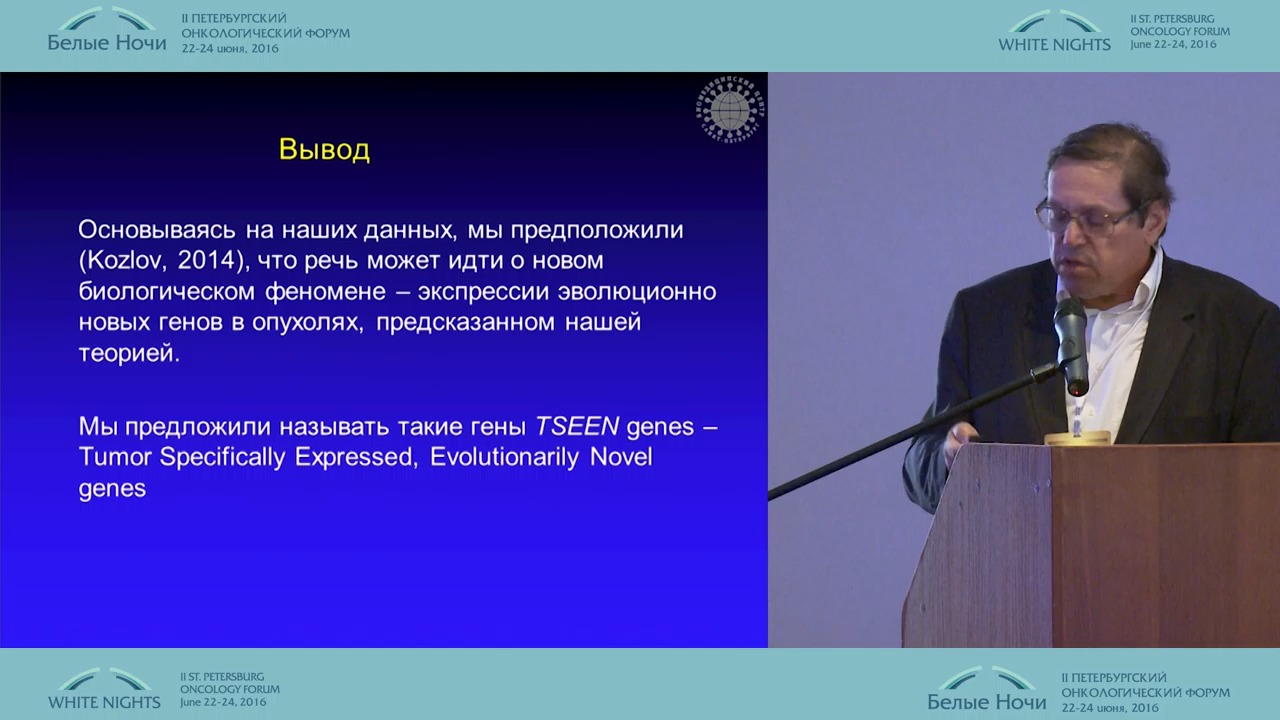 Белые Ночи
II ПЕТЕРБУРГСКИЙ
ОНКОЛОГИЧЕСКИЙ ФОРУМ
22-24 июня, 2016
WHITE NIGHTS
II ST. PETERSBURG
ONCOLOGY FORUM
June 22-24, 2016
БИОМЕДИЦИНСКИЙ ЦЕНТР
САНКТ-ПЕТЕРБУРГ
Вывод
Основываясь на наших данных, мы предположили
(Kozlov, 2014), что речь может идти о новом
биологическом феномене – экспрессии эволюционно
новых генов в опухолях, предсказанном нашей
теорией.
Мы предложили называть такие гены TSEEN genes –
Tumor Specifically Expressed, Evolutionarily Novel
genes
WHITE NIGHTS
II ST. PETERSBURG
ONCOLOGY FORUM
June 22-24, 2016
Белые Ночи
II ПЕТЕРБУРГСКИЙ
ОНКОЛОГИЧЕСКИЙ ФОРУМ
22-24 июня, 2016